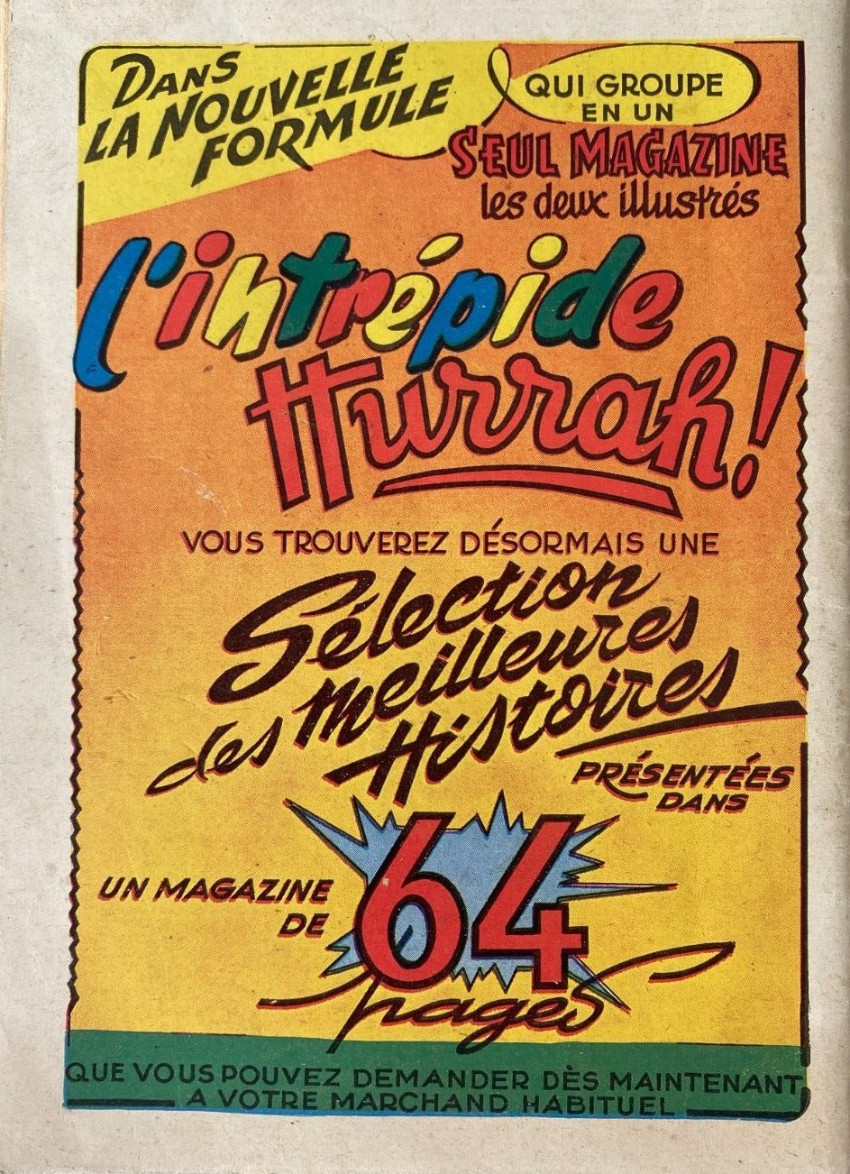 DANS
LA NOUVELLE
FORMULE
QUI GROUPE
EN UN
SEUL MAGAZINE
les deux illustrés
l'intrépide
Hurrah!
VOUS TROUVEREZ DÉSORMAIS UNE
Sélection
des meilleures
Histoires
PRÉSENTÉES
DANS
UN MAGAZINE
DE
64
pages
QUE VOUS POUVEZ DEMANDER DÈS MAINTENANT
A VOTRE MARCHAND HABITUEL